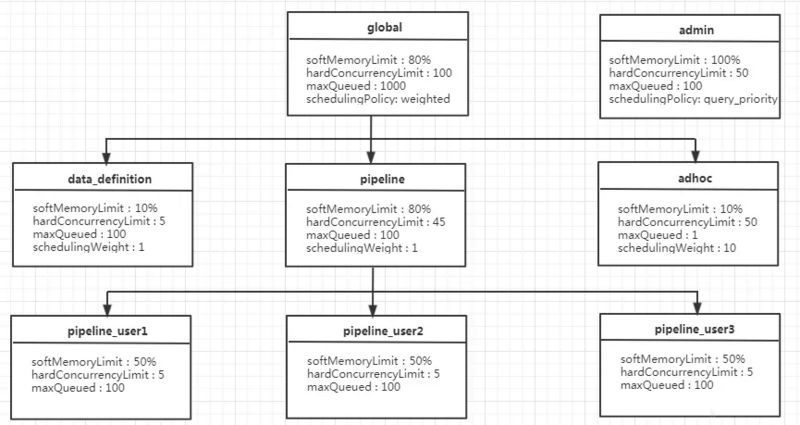 global
softMemoryLimit : 80%
hardConcurrencyLimit : 100
maxQueued : 1000
schedulingPolicy: weighted
admin
softMemoryLimit : 100%
hardConcurrencyLimit : 50
maxQueued : 100
schedulingPolicy: query_priority
data_definition
softMemoryLimit : 10%
hardConcurrencyLimit : 5
maxQueued : 100
schedulingWeight : 1
pipeline
softMemoryLimit : 80%
hardConcurrencyLimit : 45
maxQueued : 100
schedulingWeight : 1
adhoc
softMemoryLimit : 10%
hardConcurrencyLimit : 50
maxQueued : 1
schedulingWeight : 10
pipeline_user1
softMemoryLimit : 50%
hardConcurrencyLimit : 5
maxQueued : 100
pipeline_user2
softMemoryLimit : 50%
hardConcurrencyLimit : 5
maxQueued : 100
pipeline_user3
softMemoryLimit : 50%
hardConcurrencyLimit : 5
maxQueued : 100